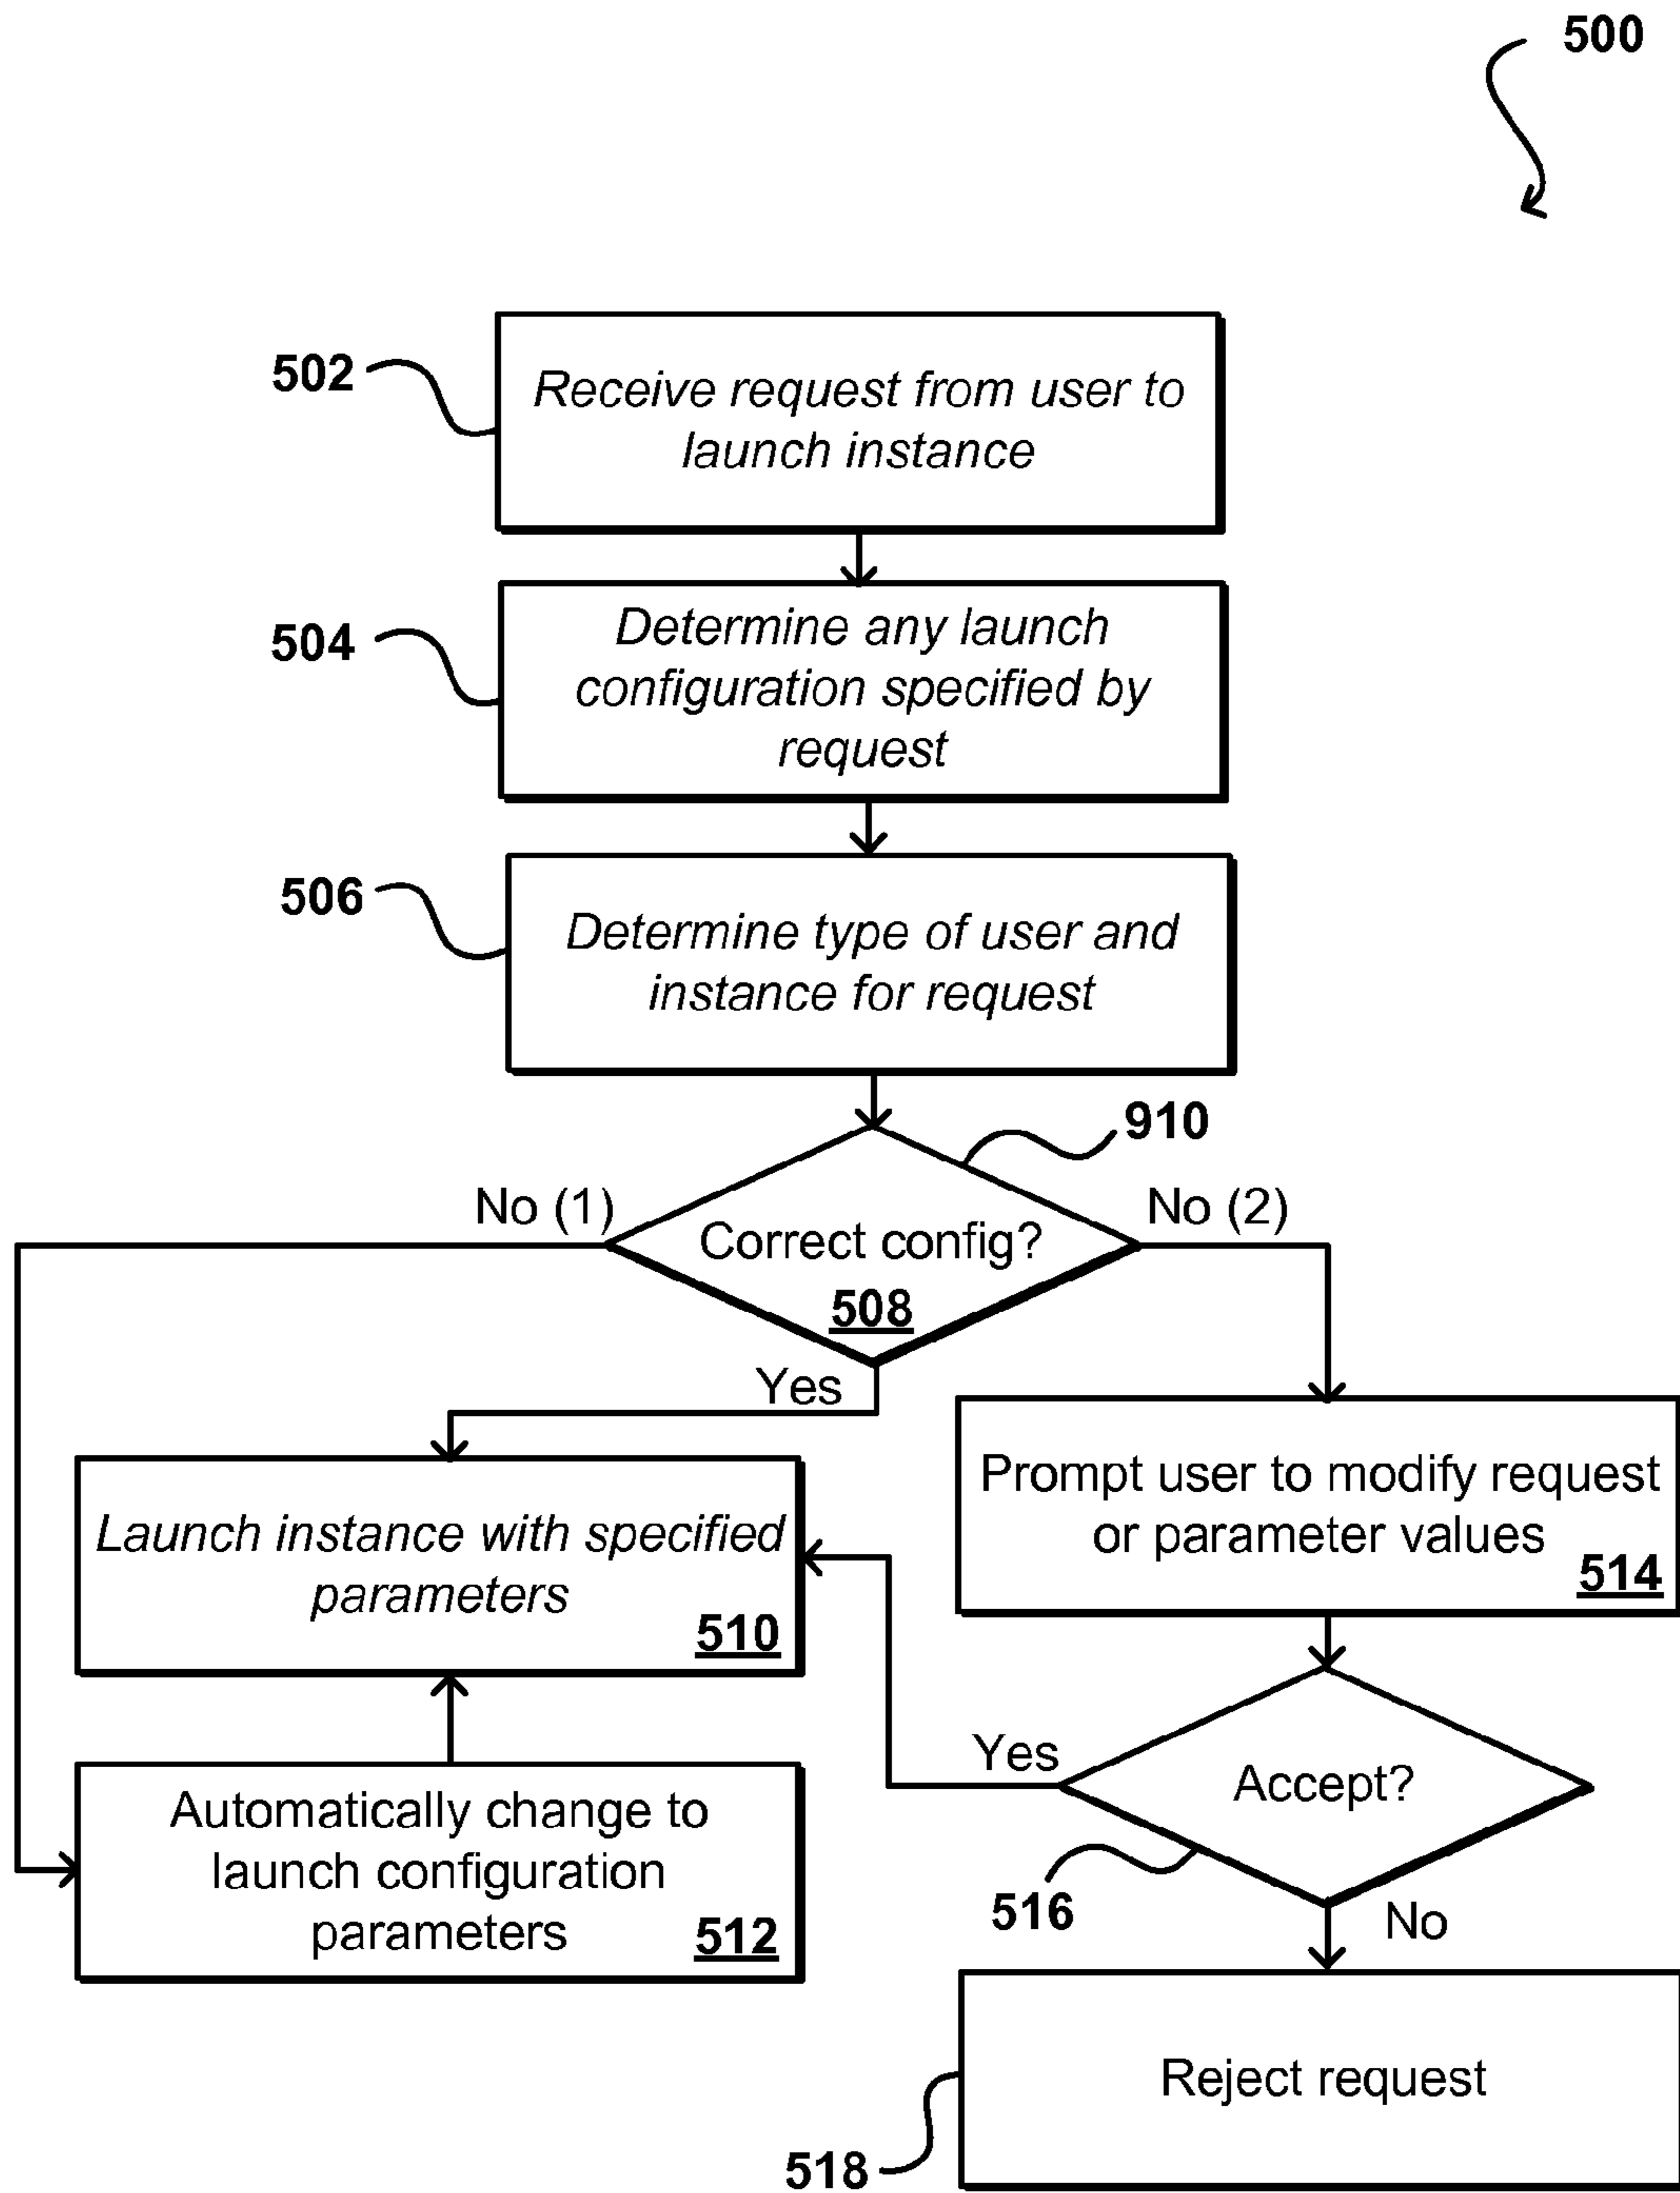 500
502
Receive request from user to
launch instance
504
Determine any launch
configuration specified by
request
506
Determine type of user and
instance for request
910
No (1)
No (2)
Correct config?
508
Yes
Prompt user to modify request
or parameter values
514
Launch instance with specified
parameters
510
Yes
Accept?
Automatically change to
launch configuration
parameters
512
516
No
Reject request
518